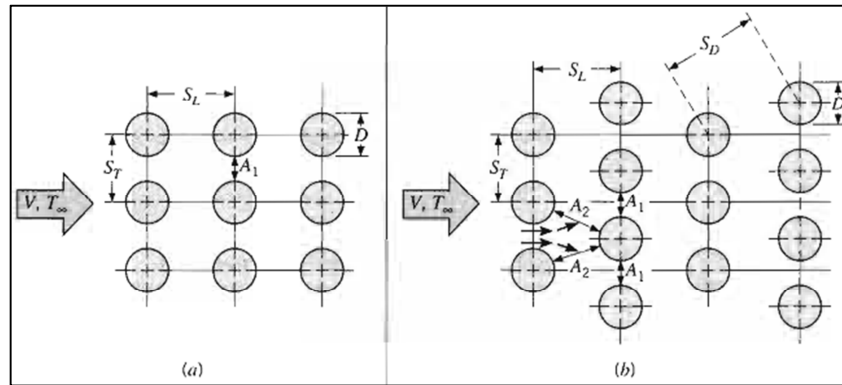 S_L
D
S_T
A_1
V, T_∞
(a)
S_D
S_L
D
S_T
A_1
A_2
V, T_∞
A_2
A_1
(b)